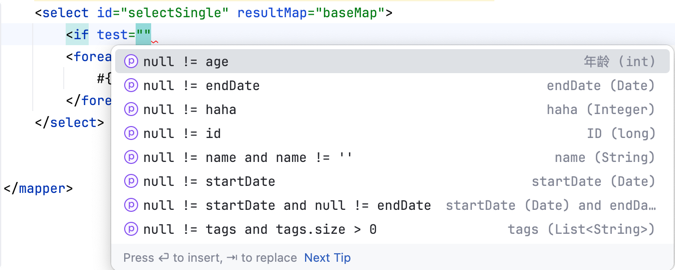 <select id="selectSingle" resultMap="baseMap">
<if test=""
<forea
null != age 年龄 (int)
null != endDate endDate (Date)
#{
null != haha haha (Integer)
</fore
null != id ID (long)
</select>
null != name and name != '' name (String)
null != startDate startDate (Date)
</mapper>
null != startDate and null != endDate startDate (Date) and endDa…
null != tags and tags.size > 0 tags (List<String>)
Press ⏎ to insert, ⇥ to replace Next Tip